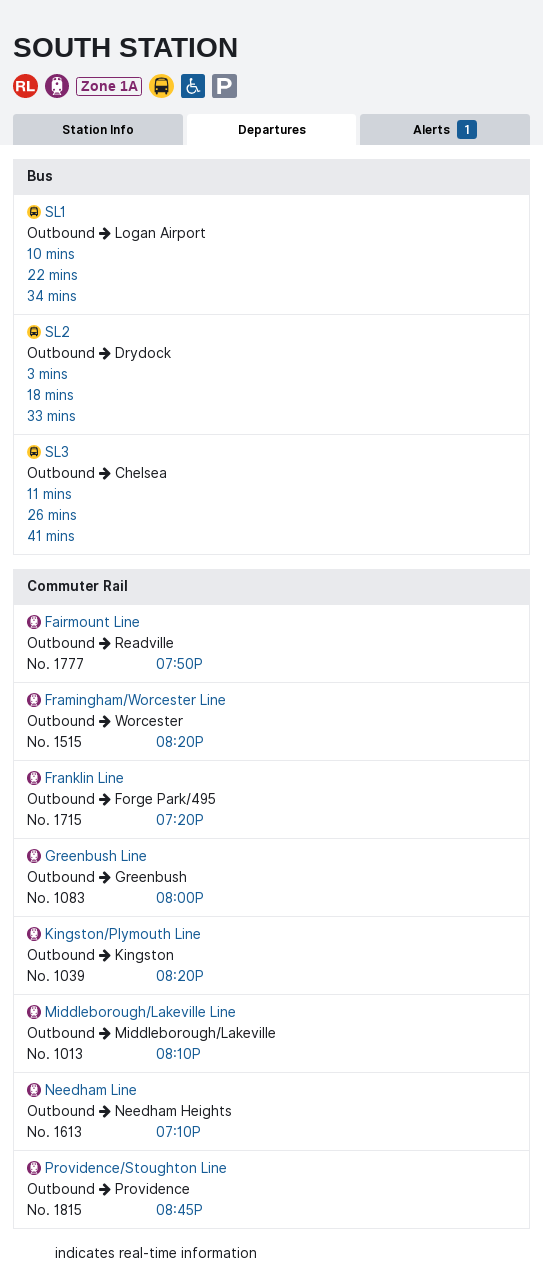 SOUTH STATION
RL Zone 1A P
Station Info Departures Alerts 1
Bus
SL1
Outbound → Logan Airport
10 mins
22 mins
34 mins
SL2
Outbound → Drydock
3 mins
18 mins
33 mins
SL3
Outbound → Chelsea
11 mins
26 mins
41 mins
Commuter Rail
Fairmount Line
Outbound → Readville
No. 1777 07:50P
Framingham/Worcester Line
Outbound → Worcester
No. 1515 08:20P
Franklin Line
Outbound → Forge Park/495
No. 1715 07:20P
Greenbush Line
Outbound → Greenbush
No. 1083 08:00P
Kingston/Plymouth Line
Outbound → Kingston
No. 1039 08:20P
Middleborough/Lakeville Line
Outbound → Middleborough/Lakeville
No. 1013 08:10P
Needham Line
Outbound → Needham Heights
No. 1613 07:10P
Providence/Stoughton Line
Outbound → Providence
No. 1815 08:45P
indicates real-time information